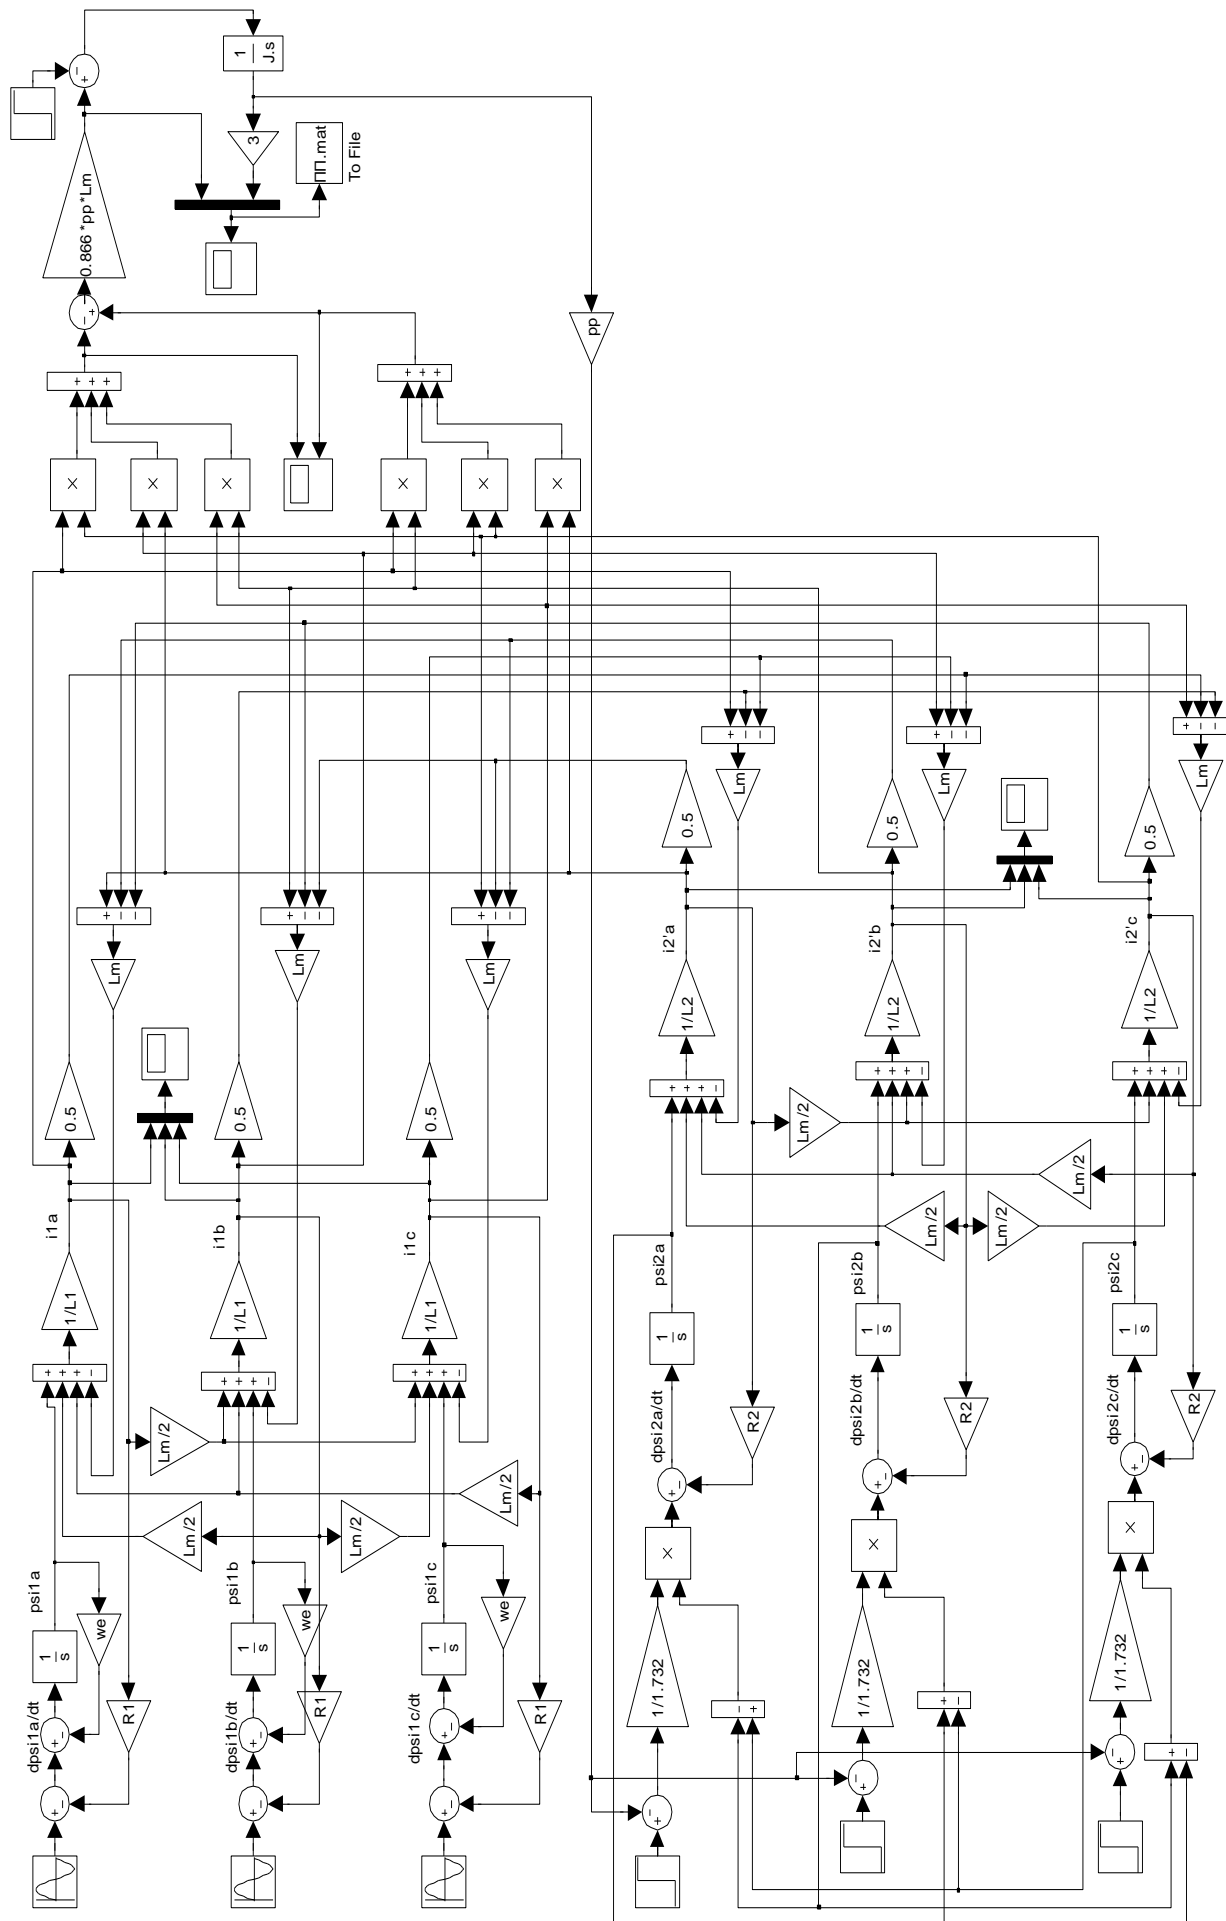 dpsi1a/dt
1
s
psi1a
we
R1
Lm/2
1/L1
i1a
0.5
Lm
X
0.866 *pp*Lm
Lm/2
X
dpsi1b/dt
1
s
psi1b
we
R1
1/L1
i1b
0.5
Lm
X
1
J.s
3
ПП.mat
To File
Lm/2
dpsi1c/dt
1
s
psi1c
we
R1
Lm/2
1/L1
i1c
0.5
Lm
X
X
X
pp
1/1.732
X
dpsi2a/dt
1
s
psi2a
R2
1/L2
i2'a
0.5
Lm
Lm/2
1/1.732
X
dpsi2b/dt
1
s
psi2b
R2
Lm/2
Lm/2
1/L2
i2'b
0.5
Lm
Lm/2
1/1.732
X
dpsi2c/dt
1
s
psi2c
R2
1/L2
i2'c
0.5
Lm